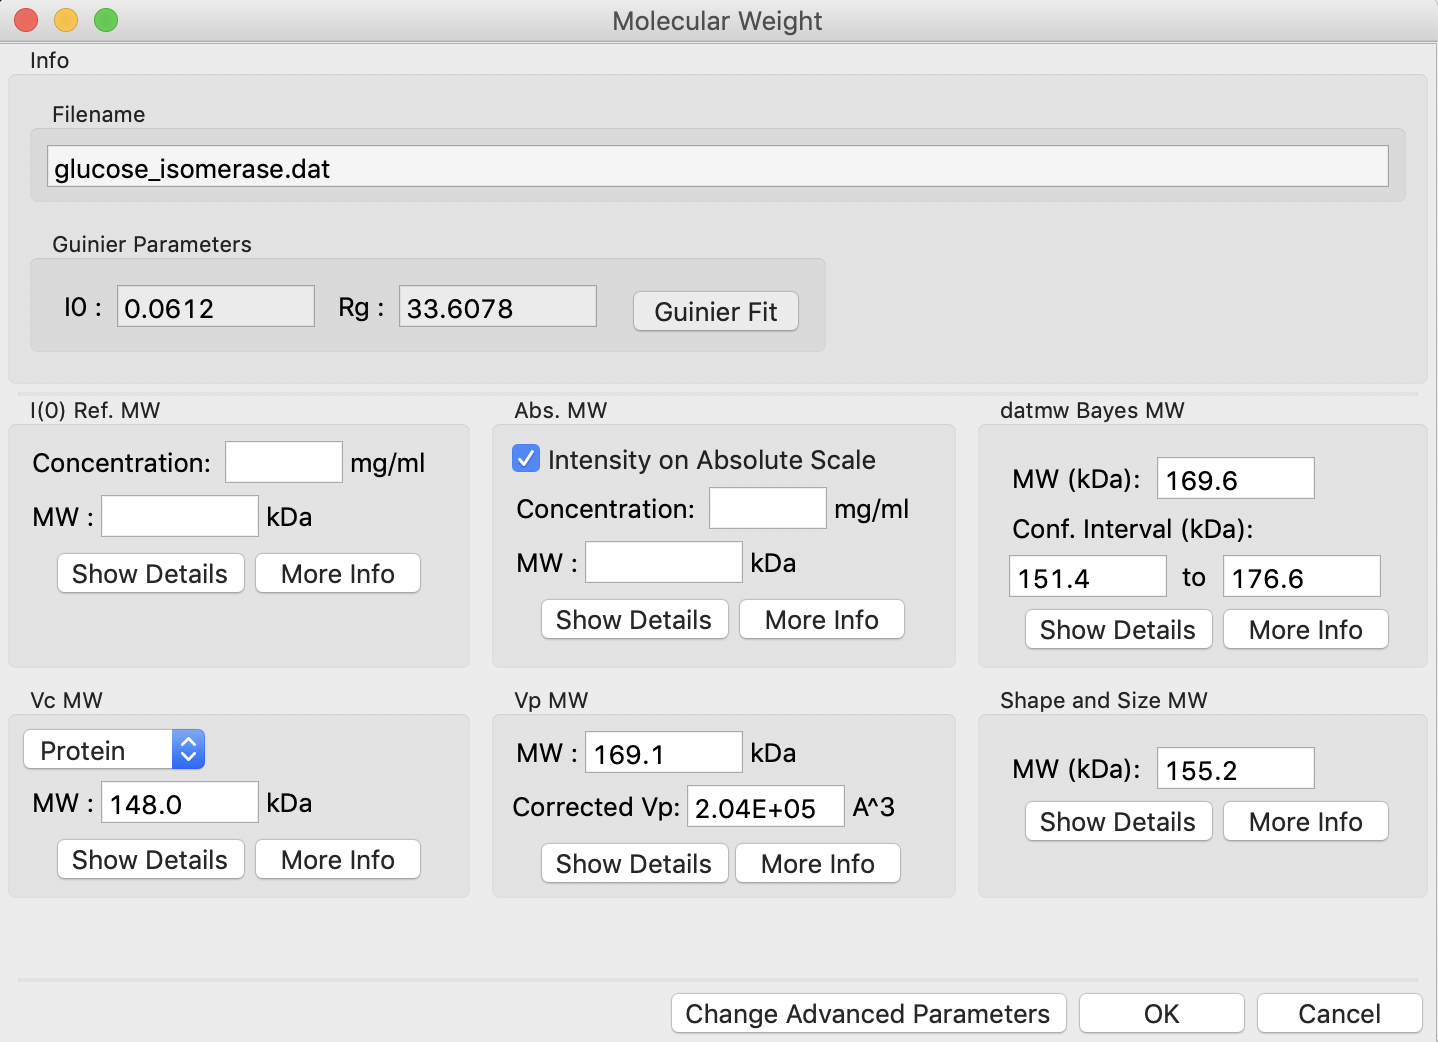 Molecular Weight
Info
Filename
glucose_isomerase.dat
Guinier Parameters
I0 : 0.0612 Rg : 33.6078 Guinier Fit
I(0) Ref. MW
Concentration: mg/ml
MW : kDa
Show Details More Info
Abs. MW
Intensity on Absolute Scale
Concentration: mg/ml
MW : kDa
Show Details More Info
datmw Bayes MW
MW (kDa): 169.6
Conf. Interval (kDa):
151.4 to 176.6
Show Details More Info
Vc MW
Protein
MW : 148.0 kDa
Show Details More Info
Vp MW
MW : 169.1 kDa
Corrected Vp: 2.04E+05 A^3
Show Details More Info
Shape and Size MW
MW (kDa): 155.2
Show Details More Info
Change Advanced Parameters OK Cancel